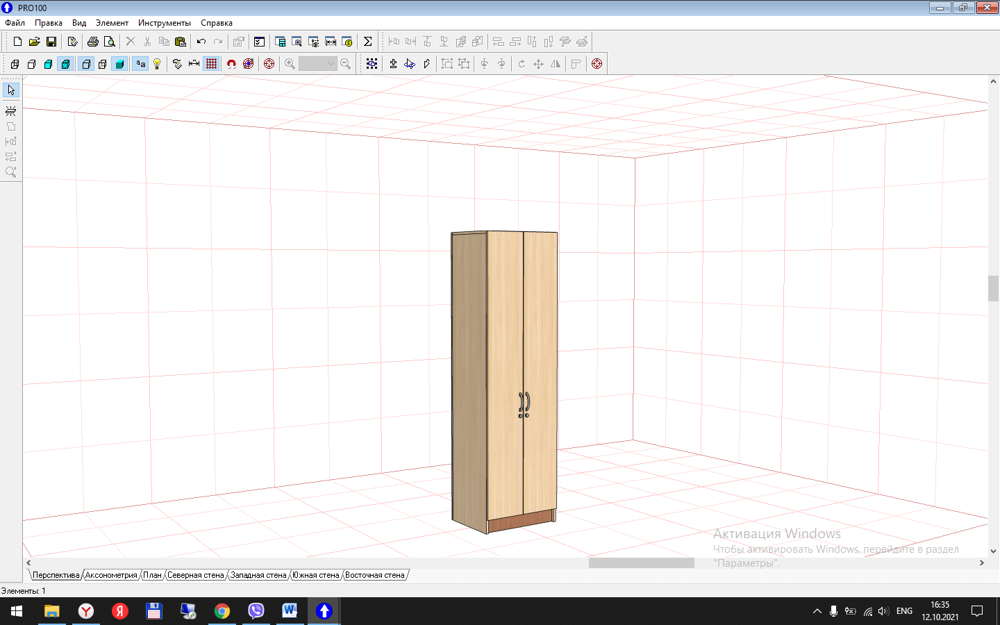 PRO100
Файл Правка Вид Элемент Инструменты Справка
aa
Активация Windows
Чтобы активировать Windows, перейдите в раздел
"Параметры".
Перспектива Аксонометрия План Северная стена Западная стена Южная стена Восточная стена
Элементы: 1
ENG
16:35
12.10.2021